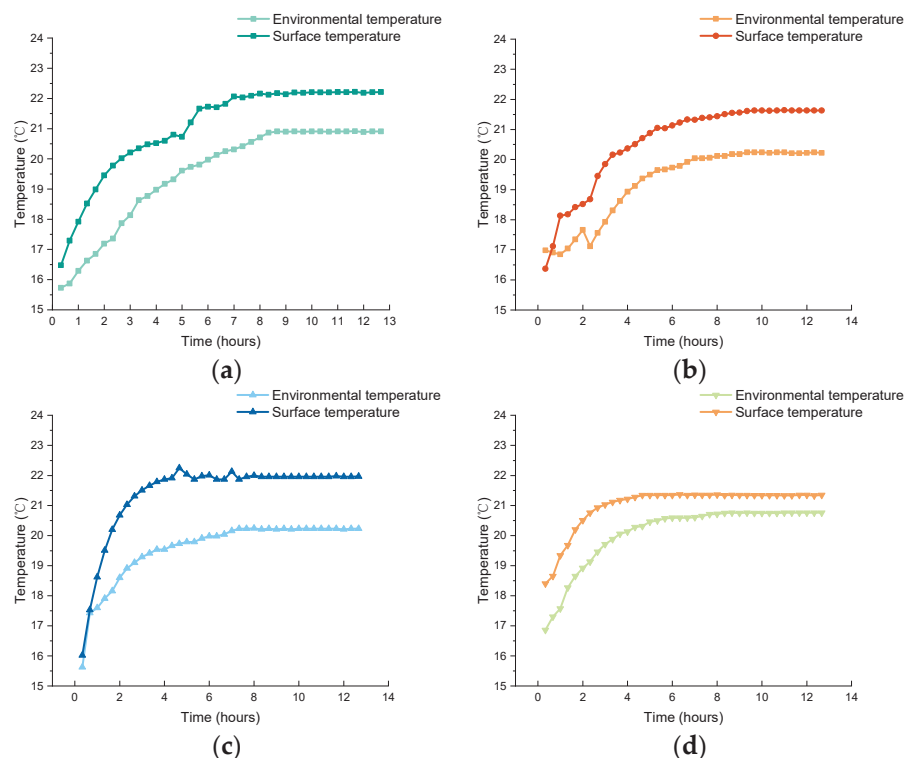 Environmental temperature
Surface temperature
24
23
22
21
20
19
18
17
16
15
Temperature (℃)
0 1 2 3 4 5 6 7 8 9 10 11 12 13
Time (hours)
(a)
Environmental temperature
Surface temperature
24
23
22
21
20
19
18
17
16
15
Temperature (℃)
0 2 4 6 8 10 12 14
Time (hours)
(b)
Environmental temperature
Surface temperature
24
23
22
21
20
19
18
17
16
15
Temperature (℃)
0 2 4 6 8 10 12 14
Time (hours)
(c)
Environmental temperature
Surface temperature
24
23
22
21
20
19
18
17
16
15
Temperature (℃)
0 2 4 6 8 10 12 14
Time (hours)
(d)